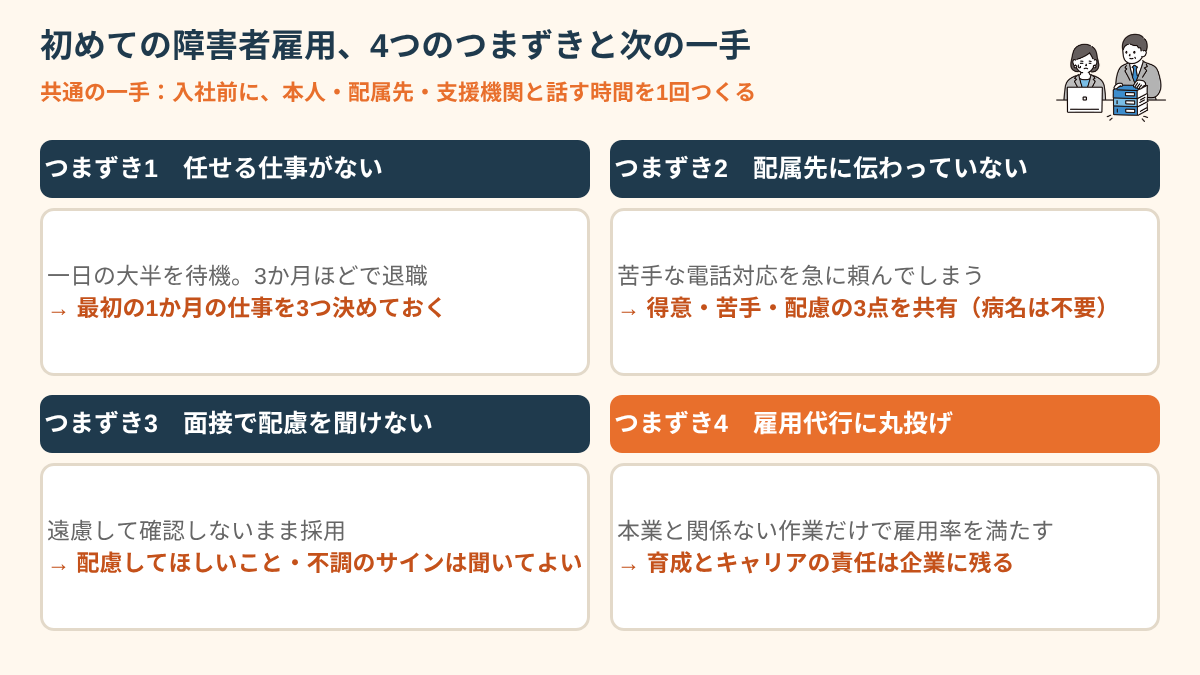 初めての障害者雇用、4つのつまずきと次の一手
共通の一手：入社前に、本人・配属先・支援機関と話す時間を1回つくる
つまずき1　任せる仕事がない
一日の大半を待機。3か月ほどで退職
→ 最初の1か月の仕事を3つ決めておく
つまずき2　配属先に伝わっていない
苦手な電話対応を急に頼んでしまう
→ 得意・苦手・配慮の3点を共有（病名は不要）
つまずき3　面接で配慮を聞けない
遠慮して確認しないまま採用
→ 配慮してほしいこと・不調のサインは聞いてよい
つまずき4　雇用代行に丸投げ
本業と関係ない作業だけで雇用率を満たす
→ 育成とキャリアの責任は企業に残る